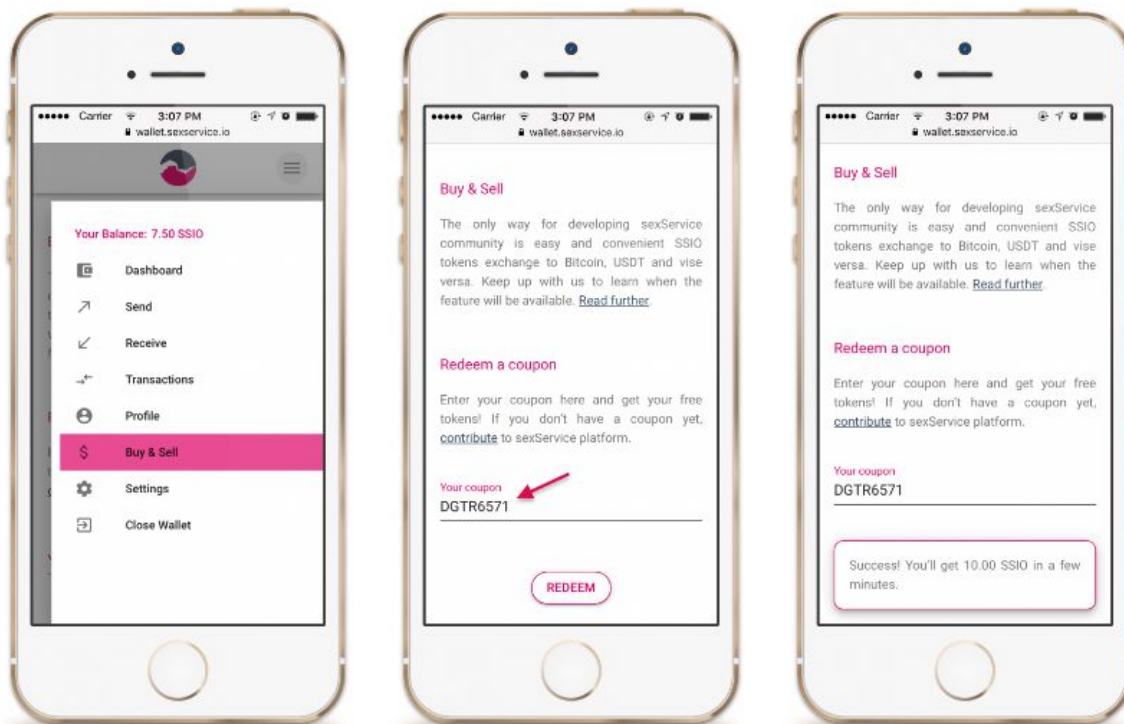 Carrier 3:07 PM
wallet.sexservice.io
Your Balance: 7.50 SSIO
Dashboard
Send
Receive
Transactions
Profile
Buy & Sell
Settings
Close Wallet
Carrier 3:07 PM
wallet.sexservice.io
Buy & Sell
The only way for developing sexService
community is easy and convenient SSIO
tokens exchange to Bitcoin, USDT and vise
versa. Keep up with us to learn when the
feature will be available. Read further.
Redeem a coupon
Enter your coupon here and get your free
tokens! If you don't have a coupon yet,
contribute to sexService platform.
Your coupon
DGTR6571
REDEEM
Carrier 3:07 PM
wallet.sexservice.io
Buy & Sell
The only way for developing sexService
community is easy and convenient SSIO
tokens exchange to Bitcoin, USDT and vise
versa. Keep up with us to learn when the
feature will be available. Read further.
Redeem a coupon
Enter your coupon here and get your free
tokens! If you don't have a coupon yet,
contribute to sexService platform.
Your coupon
DGTR6571
Success! You'll get 10.00 SSIO in a few
minutes.